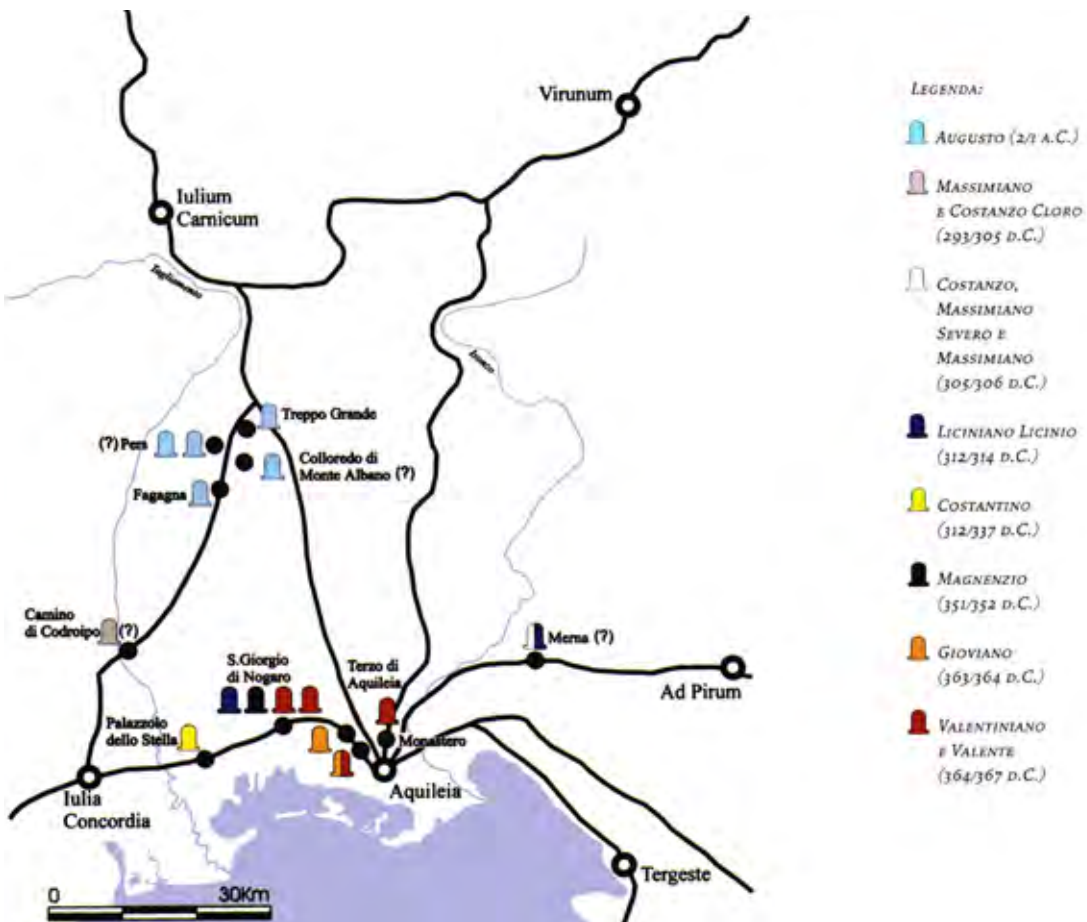 Virunum
Iulium
Carnicum
Tagliamento
Isonzo
Treppo Grande
(?) Pers
Colloredo di
Monte Albano (?)
Fagagna
Camino
di Codroipo (?)
S.Giorgio
di Nogaro
Terzo di
Aquileia
Merna (?)
Ad Pirum
Palazzolo
dello Stella
Monastero
Iulia
Concordia
Aquileia
Tergeste
0 30Km
LEGENDA:
AUGUSTO (2/1 A.C.)
MASSIMIANO
E COSTANZO CLORO
(293/305 D.C.)
COSTANZO,
MASSIMIANO
SEVERO E
MASSIMIANO
(305/306 D.C.)
LICINIANO LICINIO
(312/314 D.C.)
COSTANTINO
(312/337 D.C.)
MAGNENZIO
(351/352 D.C.)
GIOVIANO
(363/364 D.C.)
VALENTINIANO
E VALENTE
(364/367 D.C.)